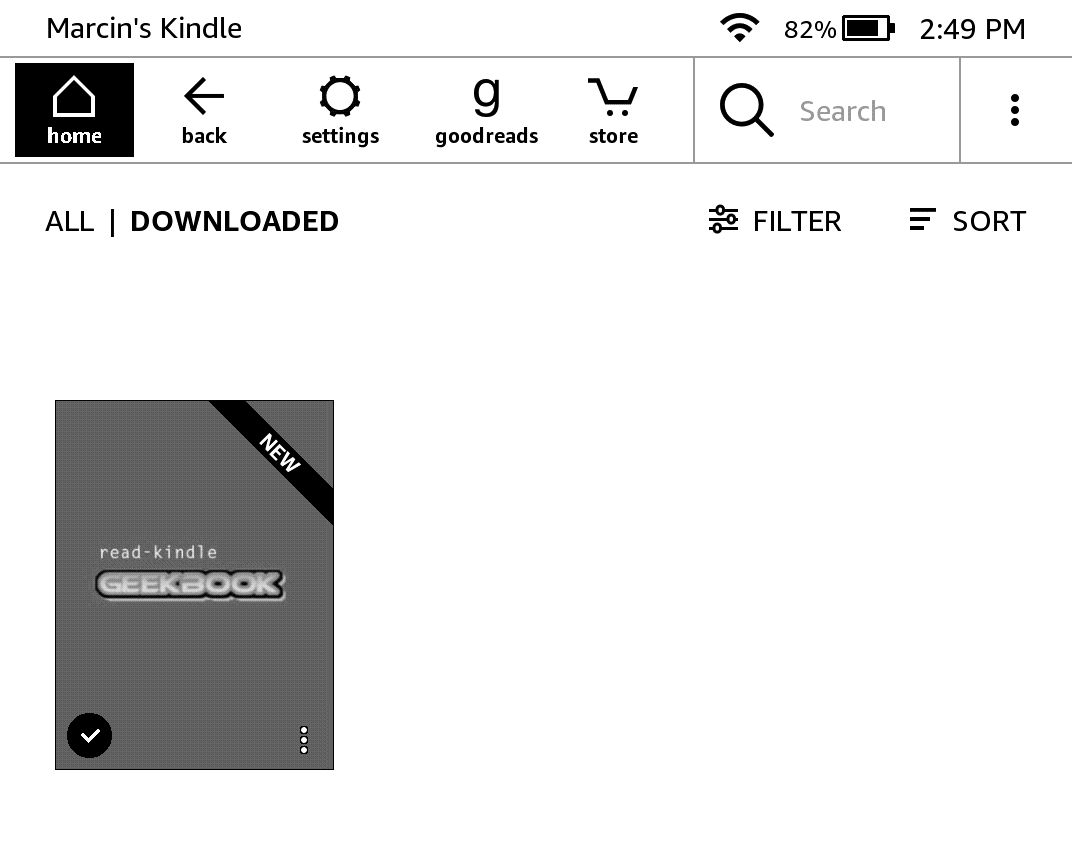 Marcin's Kindle 82% 2:49 PM
home back settings goodreads store Search
g
ALL | DOWNLOADED FILTER SORT
NEW
read-kindle
GEEKBOOK